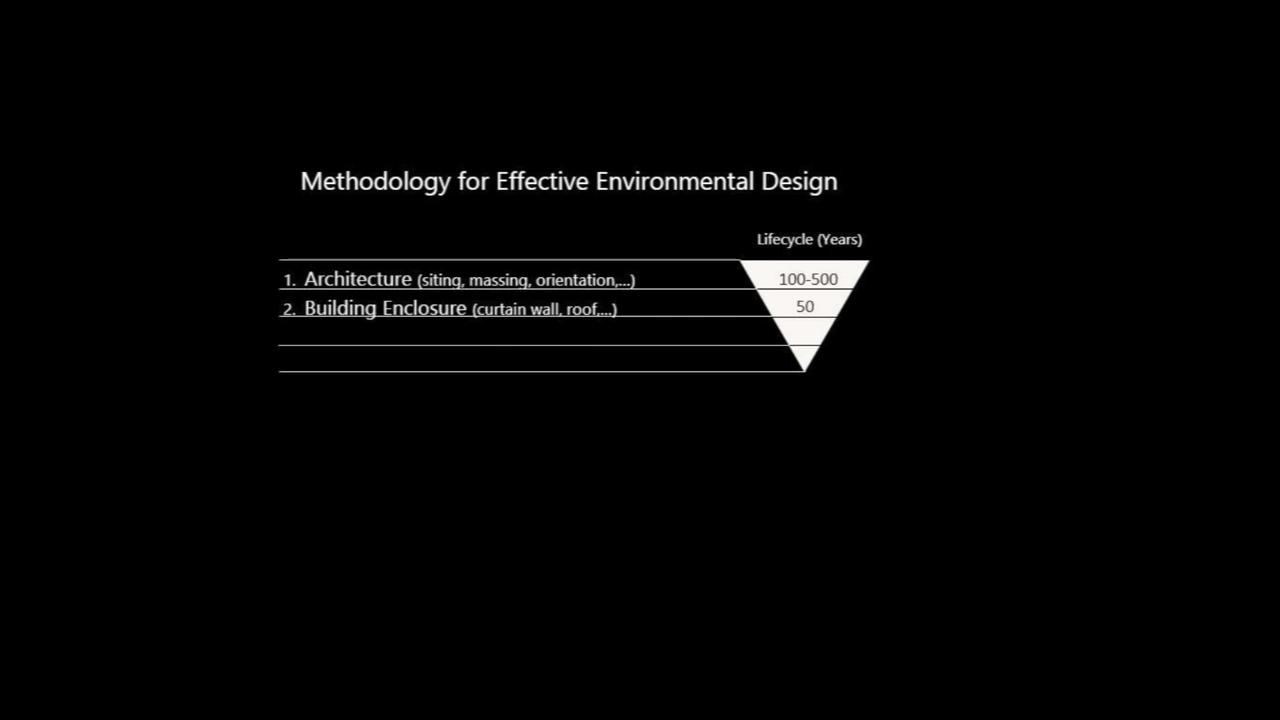 Methodology for Effective Environmental Design
Lifecycle (Years)
1. Architecture (siting, massing, orientation,...) 100-500
2. Building Enclosure (curtain wall, roof,...) 50